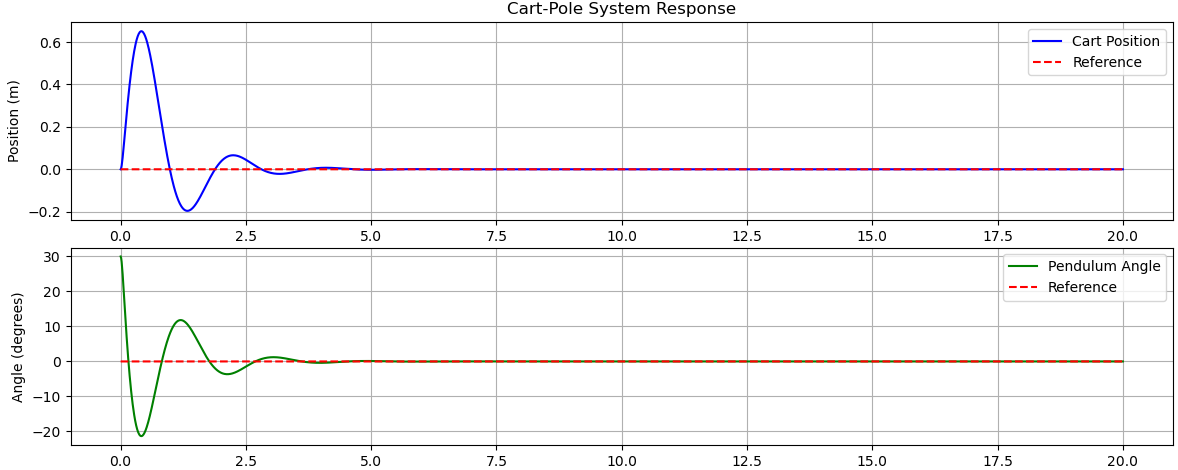 Cart-Pole System Response
Position (m)
0.6
0.4
0.2
0.0
−0.2
Cart Position
Reference
0.0 2.5 5.0 7.5 10.0 12.5 15.0 17.5 20.0
Angle (degrees)
30
20
10
0
−10
−20
Pendulum Angle
Reference
0.0 2.5 5.0 7.5 10.0 12.5 15.0 17.5 20.0